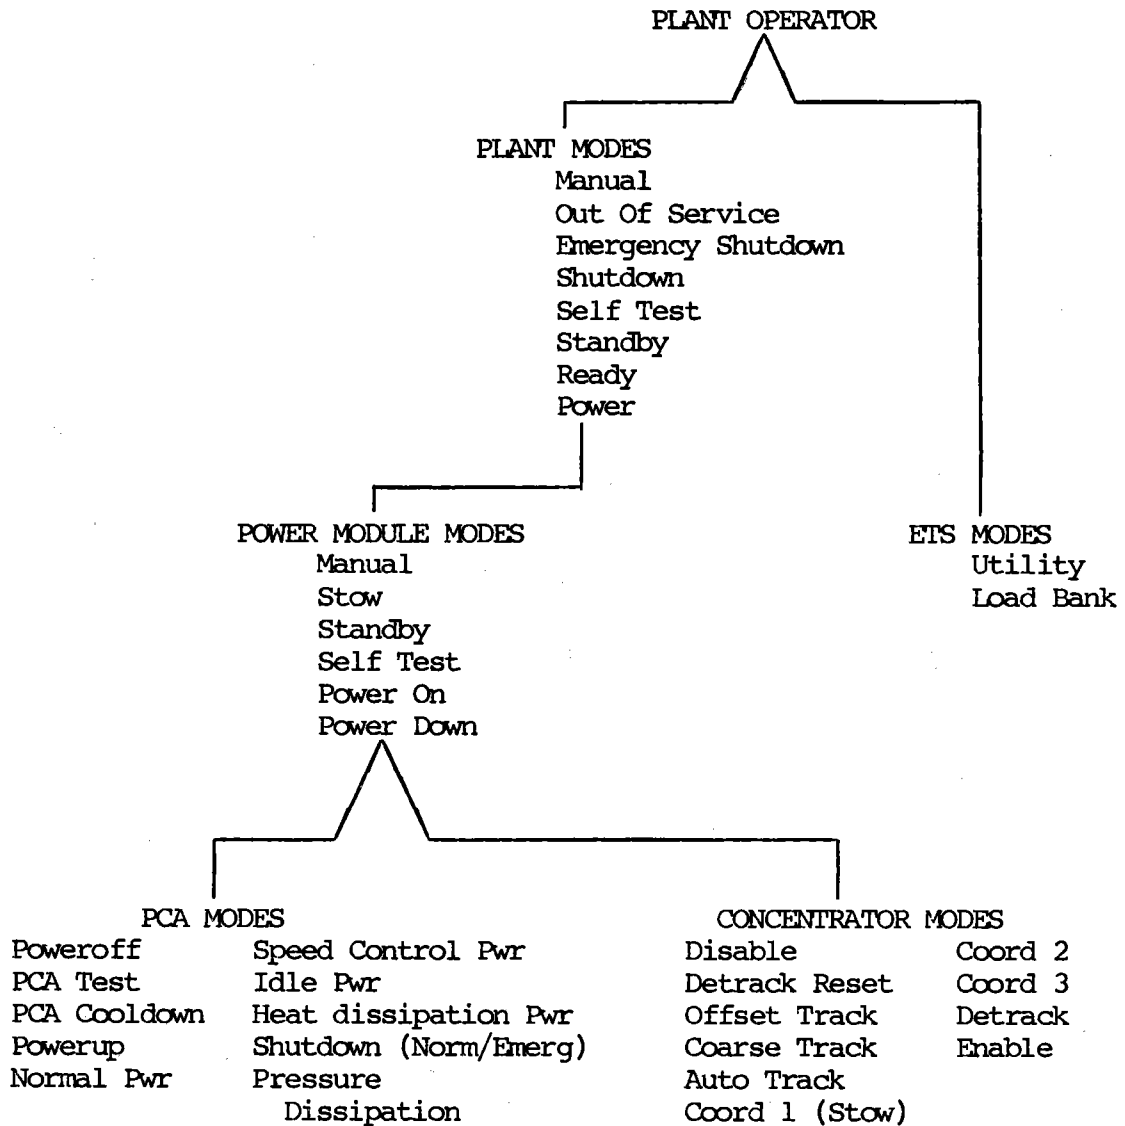 PLANT OPERATOR
PLANT MODES
Manual
Out Of Service
Emergency Shutdown
Shutdown
Self Test
Standby
Ready
Power
POWER MODULE MODES
Manual
Stow
Standby
Self Test
Power On
Power Down
ETS MODES
Utility
Load Bank
PCA MODES
Poweroff
PCA Test
PCA Cooldown
Powerup
Normal Pwr
Speed Control Pwr
Idle Pwr
Heat dissipation Pwr
Shutdown (Norm/Emerg)
Pressure
Dissipation
CONCENTRATOR MODES
Disable
Detrack Reset
Offset Track
Coarse Track
Auto Track
Coord 1 (Stow)
Coord 2
Coord 3
Detrack
Enable